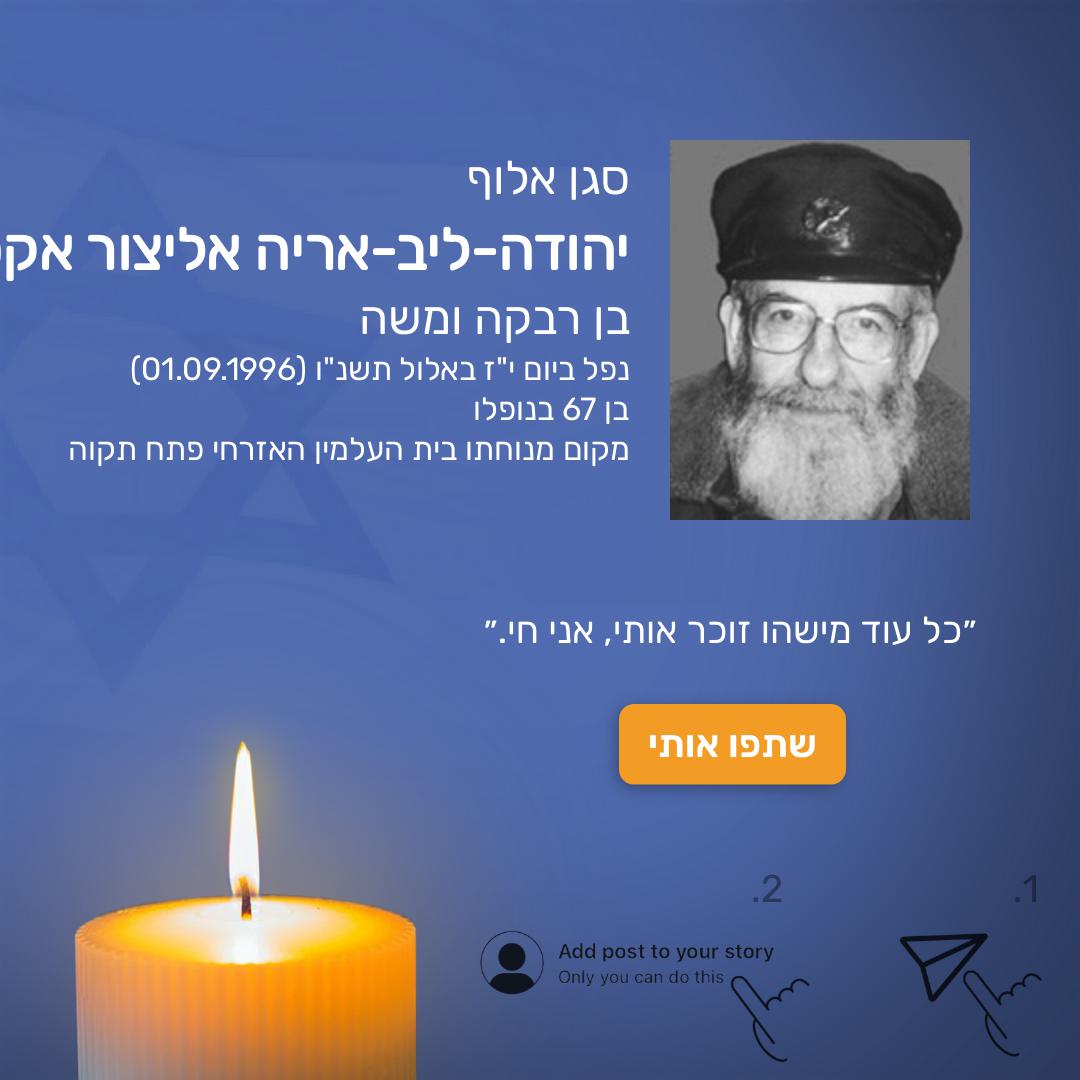 סגן אלוף
יהודה-ליב-אריה אליצור
בן רבקה ומשה
נפל ביום י"ז באלול תשנ"ו (01.09.1996)
בן 67 בנופלו
מקום מנוחתו בית העלמין האזרחי פתח תקוה
״כל עוד מישהו זוכר אותי, אני חי.״
שתפו אותי
.1
.2
Add post to your story
Only you can do this